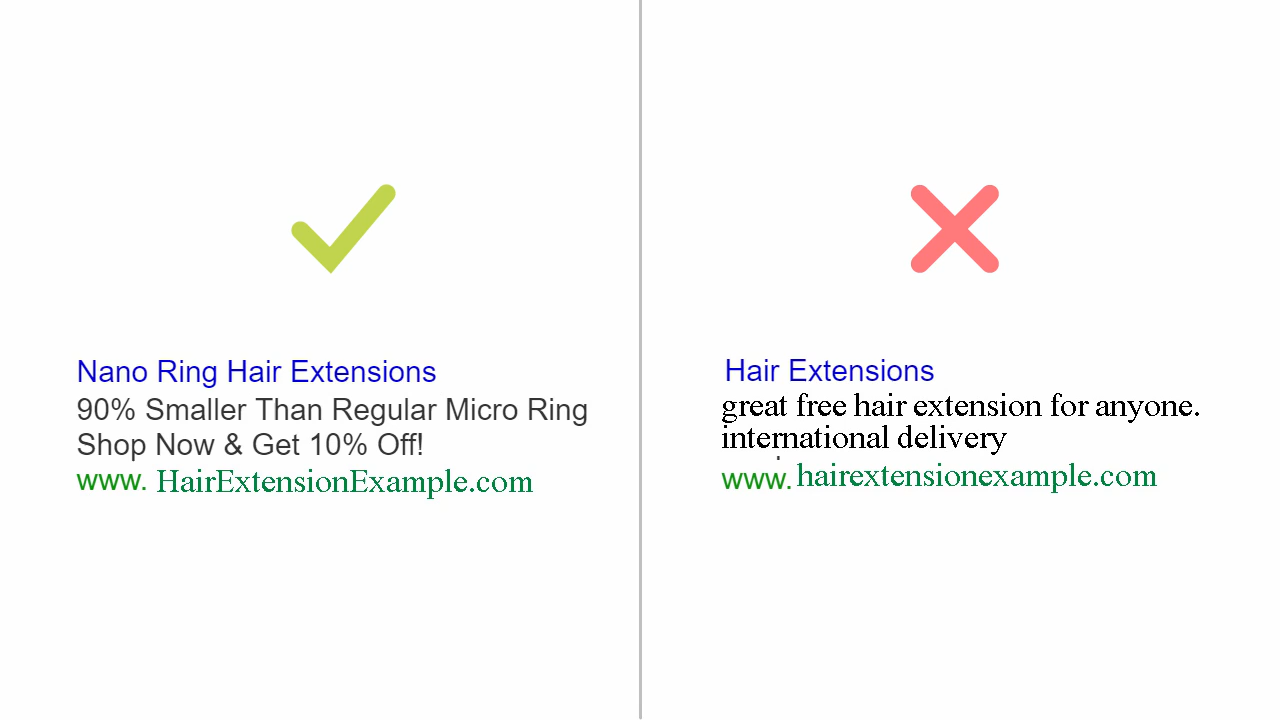 Nano Ring Hair Extensions
90% Smaller Than Regular Micro Ring
Shop Now & Get 10% Off!
www. HairExtensionExample.com
Hair Extensions
great free hair extension for anyone.
international delivery
www. hairextensionexample.com